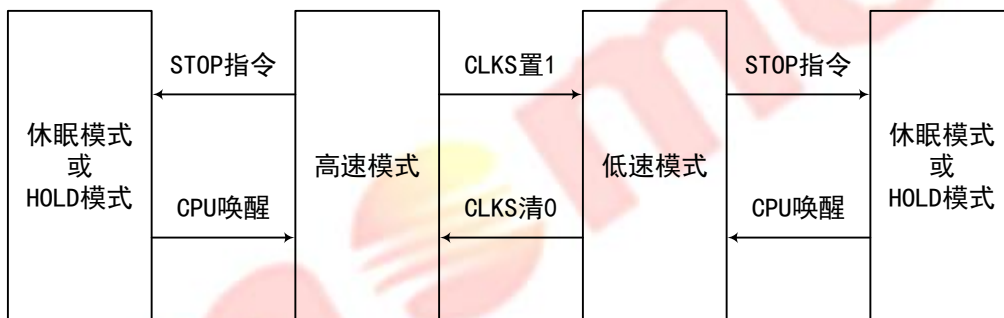 STOP指令
CLKS置1
STOP指令
休眠模式
或
HOLD模式
高速模式
低速模式
休眠模式
或
HOLD模式
CPU唤醒
CLKS清0
CPU唤醒